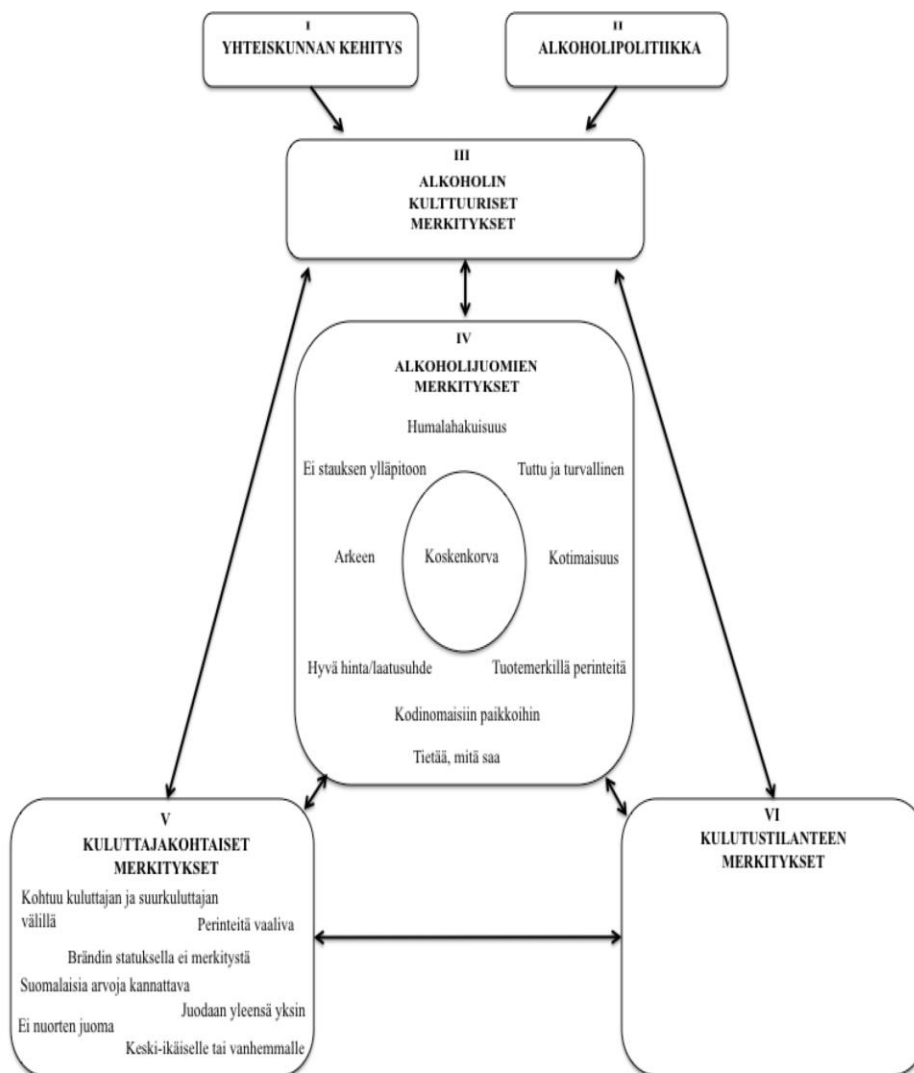 I
YHTEISKUNNAN KEHITYS
II
ALKOHOLIPOLITIIKKA
III
ALKOHOLIN
KULTTUURISET
MERKITYKSET
IV
ALKOHOLIJUOMIEN
MERKITYKSET
Humalahakuisuus
Ei stauksen ylläpitoon
Tuttu ja turvallinen
Arkeen
Koskenkorva
Kotimaisuus
Hyvä hinta/laatusuhde
Tuotemerkillä perinteitä
Kodinomaisiin paikkoihin
Tietää, mitä saa
V
KULUTTAJAKOHTAISET
MERKITYKSET
Kohtuu kuluttajan ja suurkuluttajan
välillä
Perinteitä vaaliva
Brändin statuksella ei merkitystä
Suomalaisia arvoja kannattava
Juodaan yleensä yksin
Ei nuorten juoma
Keski-ikäiselle tai vanhemmalle
VI
KULUTUSTILANTEEN
MERKITYKSET